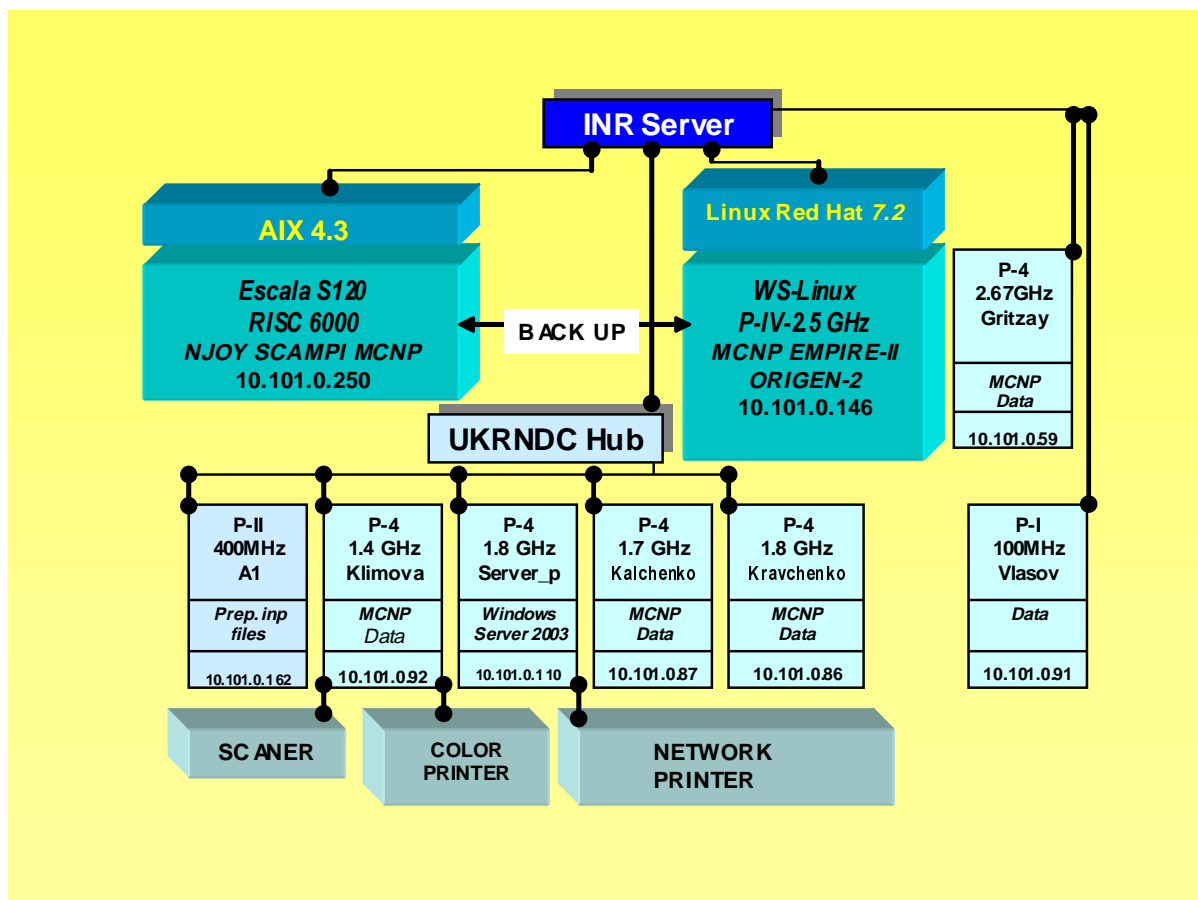 INR Server
AIX 4.3
Escala S120
RISC 6000
NJOY SCAMPI MCNP
10.101.0.250
BACK UP
Linux Red Hat 7.2
WS-Linux
P-IV-2.5 GHz
MCNP EMPIRE-II
ORIGEN-2
10.101.0.146
P-4
2.67GHz
Gritzay
MCNP
Data
10.101.0.59
UKRNDC Hub
P-II
400MHz
A1
Prep. inp
files
10.101.0.162
P-4
1.4 GHz
Klimova
MCNP
Data
10.101.0.92
P-4
1.8 GHz
Server_p
Windows
Server 2003
10.101.0.110
P-4
1.7 GHz
Kalchenko
MCNP
Data
10.101.0.87
P-4
1.8 GHz
Kravchenko
MCNP
Data
10.101.0.86
P-I
100MHz
Vlasov
Data
10.101.0.91
SCANER
COLOR
PRINTER
NETWORK
PRINTER